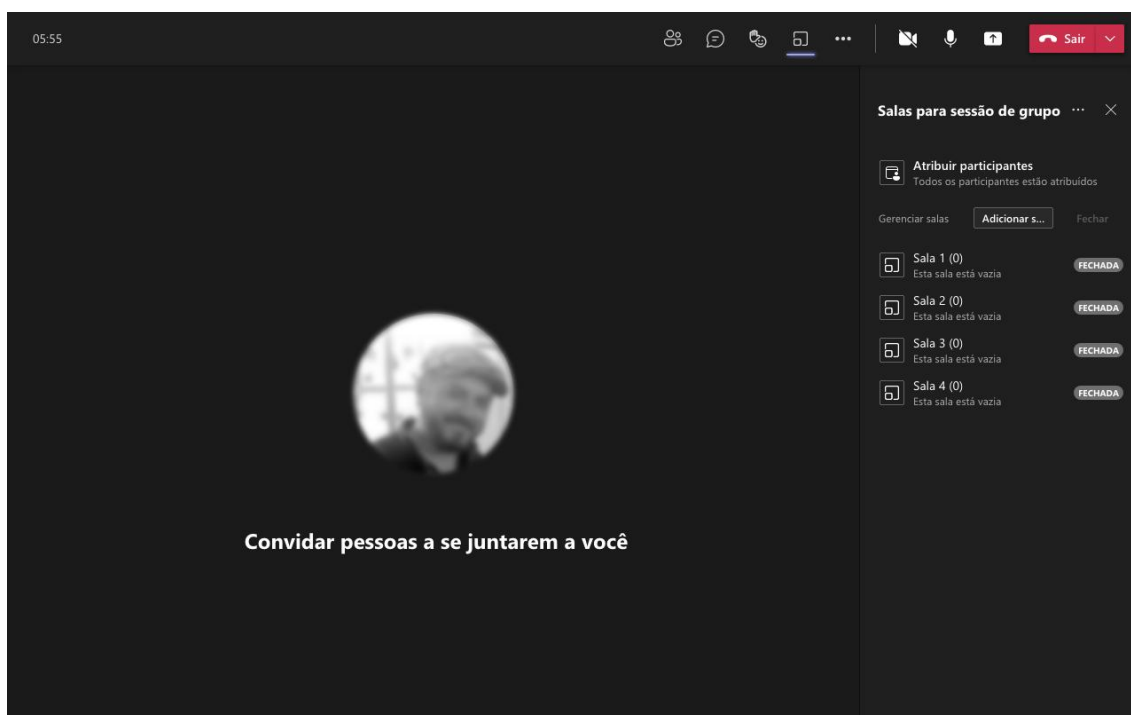 05:55
Sair
Salas para sessão de grupo
Atribuir participantes
Todos os participantes estão atribuídos
Gerenciar salas Adicionar s... Fechar
Sala 1 (0)
Esta sala está vazia
FECHADA
Sala 2 (0)
Esta sala está vazia
FECHADA
Sala 3 (0)
Esta sala está vazia
FECHADA
Sala 4 (0)
Esta sala está vazia
FECHADA
Convidar pessoas a se juntarem a você